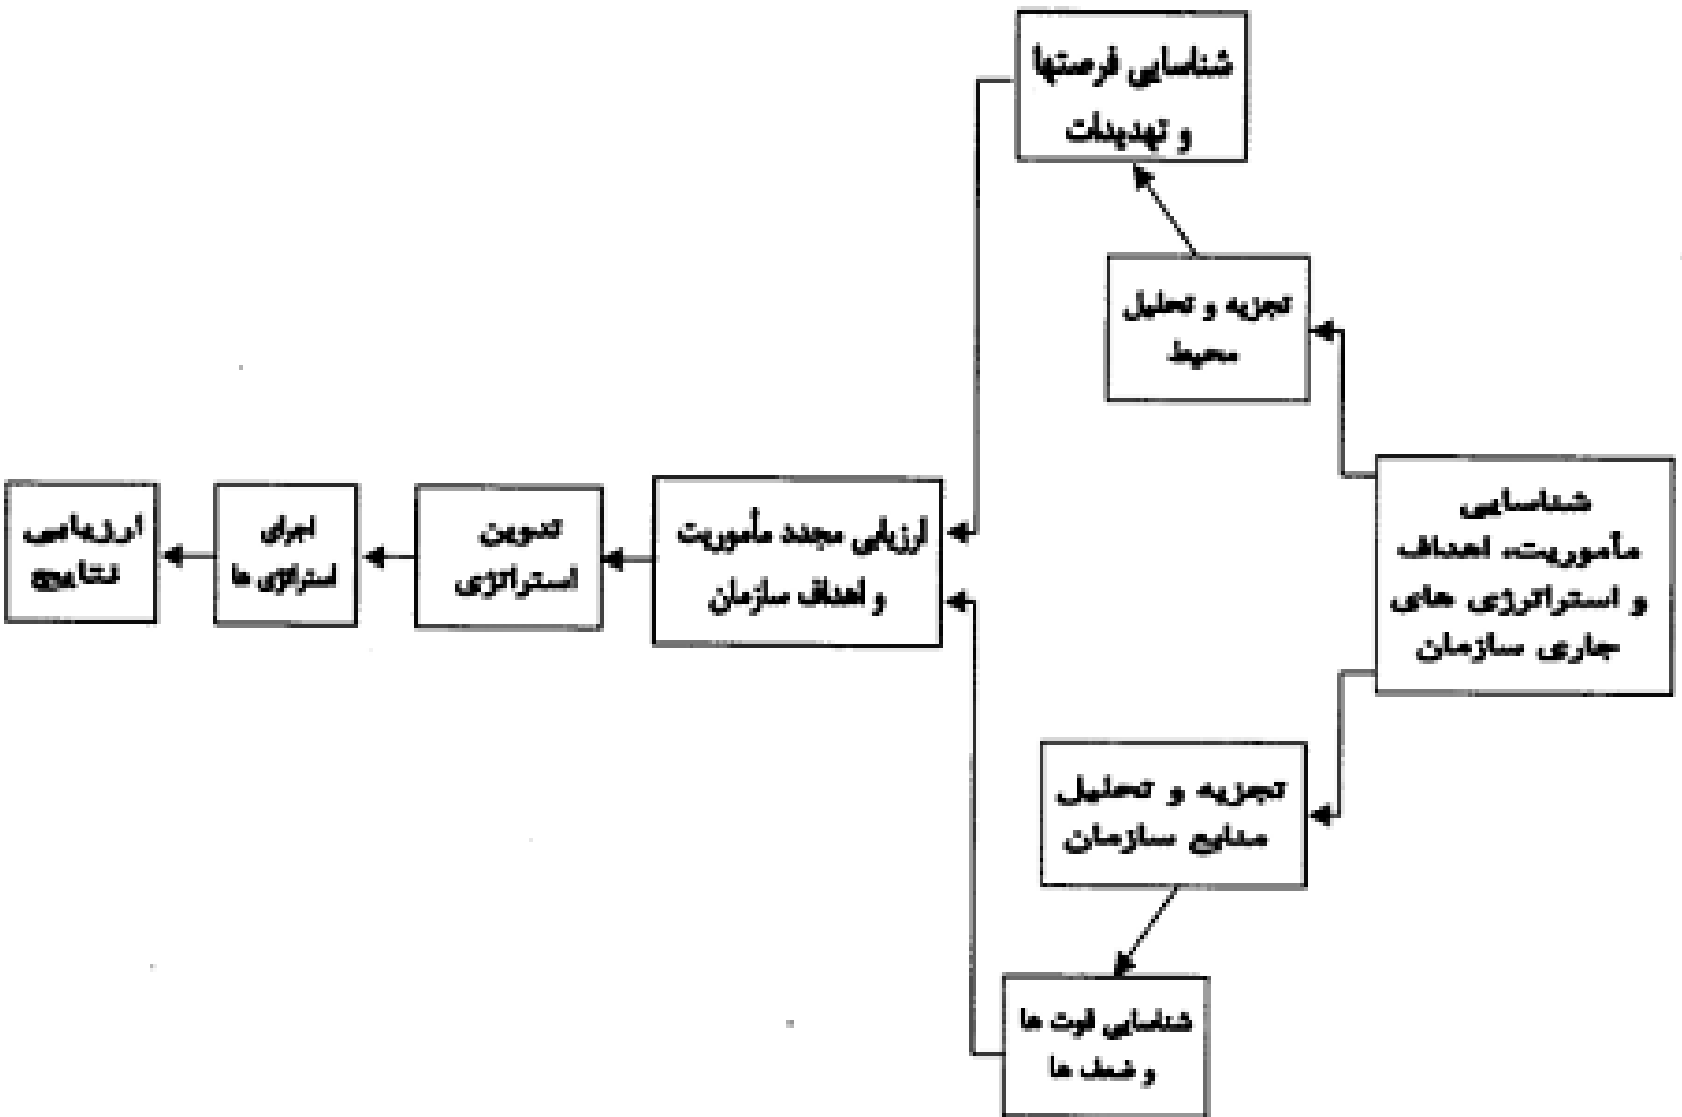 شناسایی
مأموریت، اهداف
و استراترژی های
جاری سازمان
تجزیه و تحلیل
محیط
شناسایی فرصتها
و تهدیدات
تجزیه و تحلیل
منابع سازمان
شناسایی قوت ها
و ضعف ها
ارزیابی مجدد مأموریت
و اهداف سازمان
تدوین
استراتژی
اجرای
استراتژی ها
ارزیابی
نتایج